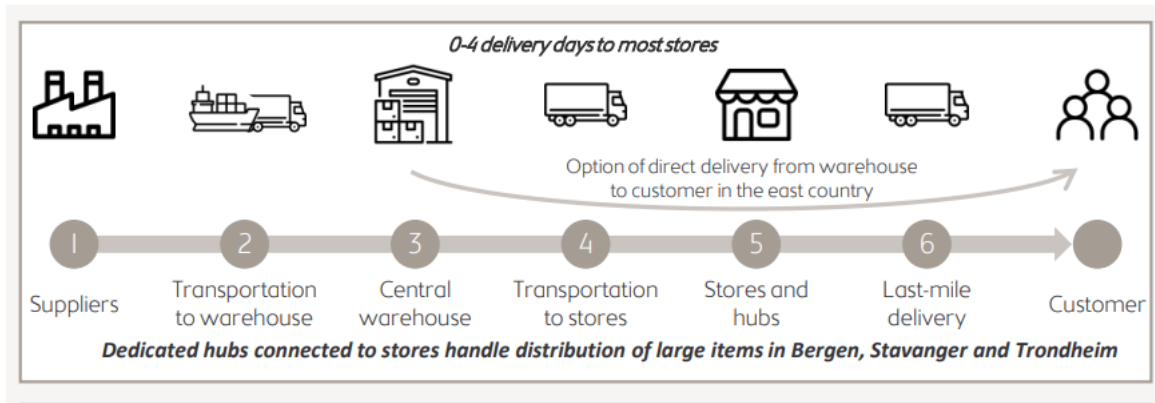 0-4 delivery days to most stores
Option of direct delivery from warehouse
to customer in the east country
1 2 3 4 5 6
Suppliers
Transportation
to warehouse
Central
warehouse
Transportation
to stores
Stores and
hubs
Last-mile
delivery
Customer
Dedicated hubs connected to stores handle distribution of large items in Bergen, Stavanger and Trondheim